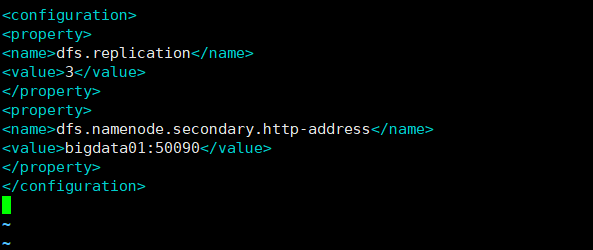 <configuration>
<property>
<name>dfs.replication</name>
<value>3</value>
</property>
<property>
<name>dfs.namenode.secondary.http-address</name>
<value>bigdata01:50090</value>
</property>
</configuration>
~
~